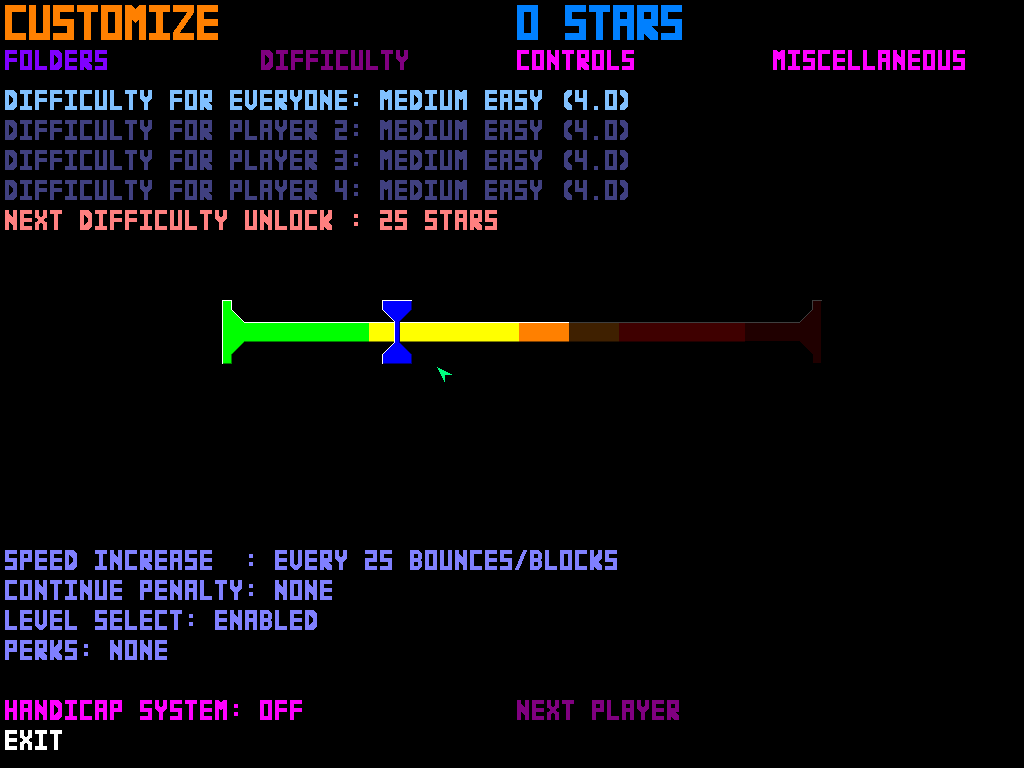 CUSTOMIZE 0 STARS
FOLDERS DIFFICULTY CONTROLS MISCELLANEOUS
DIFFICULTY FOR EVERYONE: MEDIUM EASY (4.0)
DIFFICULTY FOR PLAYER 2: MEDIUM EASY (4.0)
DIFFICULTY FOR PLAYER 3: MEDIUM EASY (4.0)
DIFFICULTY FOR PLAYER 4: MEDIUM EASY (4.0)
NEXT DIFFICULTY UNLOCK : 25 STARS
SPEED INCREASE : EVERY 25 BOUNCES/BLOCKS
CONTINUE PENALTY: NONE
LEVEL SELECT: ENABLED
PERKS: NONE
HANDICAP SYSTEM: OFF NEXT PLAYER
EXIT